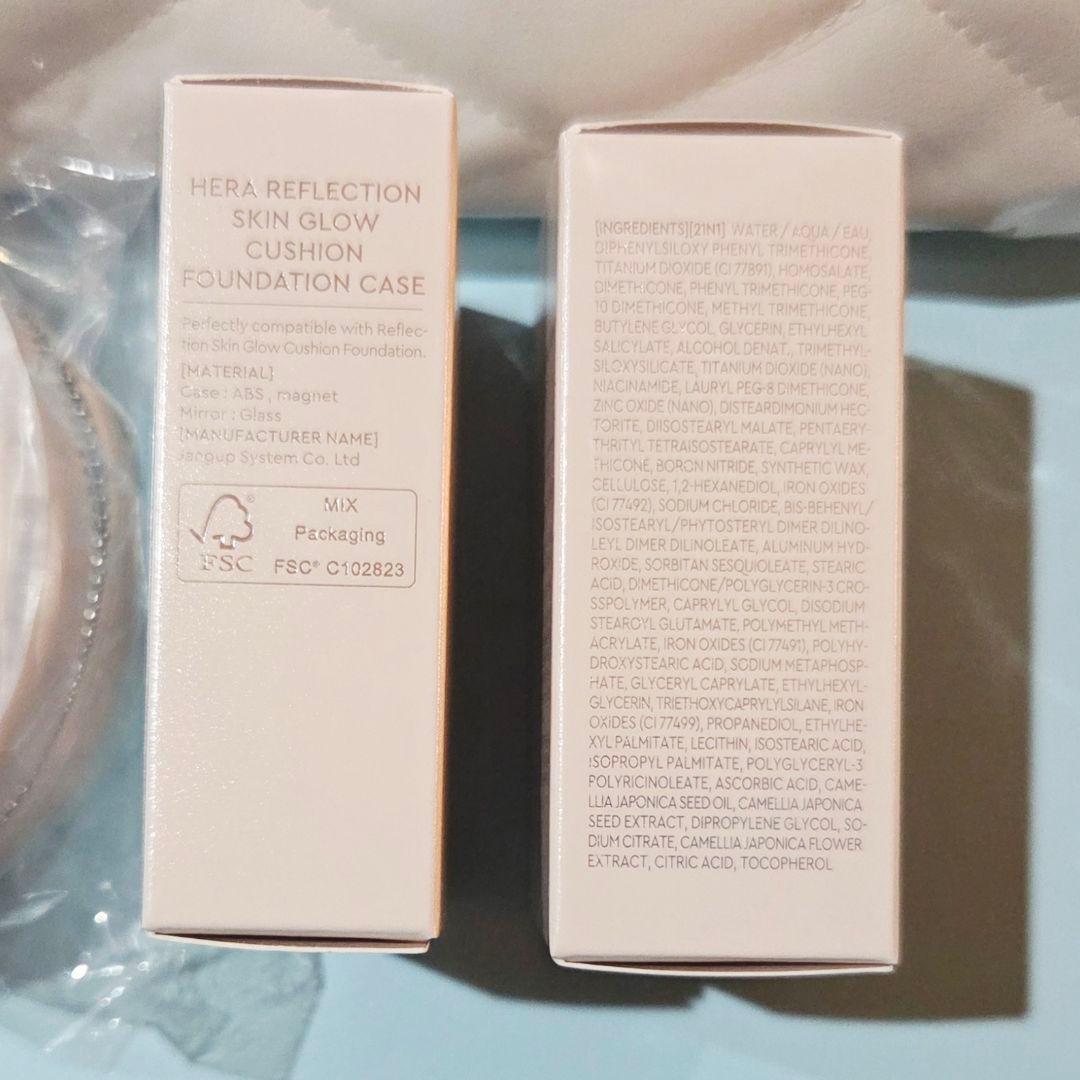 HERA REFLECTION
SKIN GLOW
CUSHION
FOUNDATION CASE
Perfectly compatible with Reflec-
tion Skin Glow Cushion Foundation.
[MATERIAL]
Case : ABS , magnet
Mirror : Glass
[MANUFACTURER NAME]
Jangup System Co. Ltd
FSC®
MIX
Packaging
FSC® C102823
[INGREDIENTS][21N1] WATER / AQUA / EAU,
DIPHENYLSILOXY PHENYL TRIMETHICONE,
TITANIUM DIOXIDE (CI 77891), HOMOSALATE,
DIMETHICONE, PHENYL TRIMETHICONE, PEG-
10 DIMETHICONE, METHYL TRIMETHICONE,
BUTYLENE GLYCOL, GLYCERIN, ETHYLHEXYL
SALICYLATE, ALCOHOL DENAT., TRIMETHYL-
SILOXYSILICATE, TITANIUM DIOXIDE (NANO),
NIACINAMIDE, LAURYL PEG-8 DIMETHICONE,
ZINC OXIDE (NANO), DISTEARDIMONIUM HEC-
TORITE, DIISOSTEARYL MALATE, PENTAERY-
THRITYL TETRAISOSTEARATE, CAPRYLYL ME-
THICONE, BORON NITRIDE, SYNTHETIC WAX,
CELLULOSE, 1,2-HEXANEDIOL, IRON OXIDES
(CI 77492), SODIUM CHLORIDE, BIS-BEHENYL/
ISOSTEARYL/PHYTOSTERYL DIMER DILINO-
LEYL DIMER DILINOLEATE, ALUMINUM HYD-
ROXIDE, SORBITAN SESQUIOLEATE, STEARIC
ACID, DIMETHICONE/POLYGLYCERIN-3 CRO-
SSPOLYMER, CAPRYLYL GLYCOL, DISODIUM
STEAROYL GLUTAMATE, POLYMETHYL METH-
ACRYLATE, IRON OXIDES (CI 77491), POLYHY-
DROXYSTEARIC ACID, SODIUM METAPHOSP-
HATE, GLYCERYL CAPRYLATE, ETHYLHEXYL-
GLYCERIN, TRIETHOXYCAPRYLYLSILANE, IRON
OXIDES (CI 77499), PROPANEDIOL, ETHYLHE-
XYL PALMITATE, LECITHIN, ISOSTEARIC ACID,
ISOPROPYL PALMITATE, POLYGLYCERYL-3
POLYRICINOLEATE, ASCORBIC ACID, CAME-
LLIA JAPONICA SEED OIL, CAMELLIA JAPONICA
SEED EXTRACT, DIPROPYLENE GLYCOL, SO-
DIUM CITRATE, CAMELLIA JAPONICA FLOWER
EXTRACT, CITRIC ACID, TOCOPHEROL